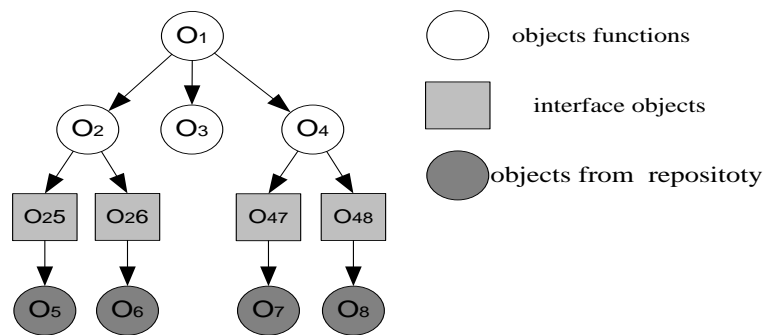 O1
objects functions
O2 O3 O4
interface objects
objects from repositoty
O25 O26 O47 O48
O5 O6 O7 O8